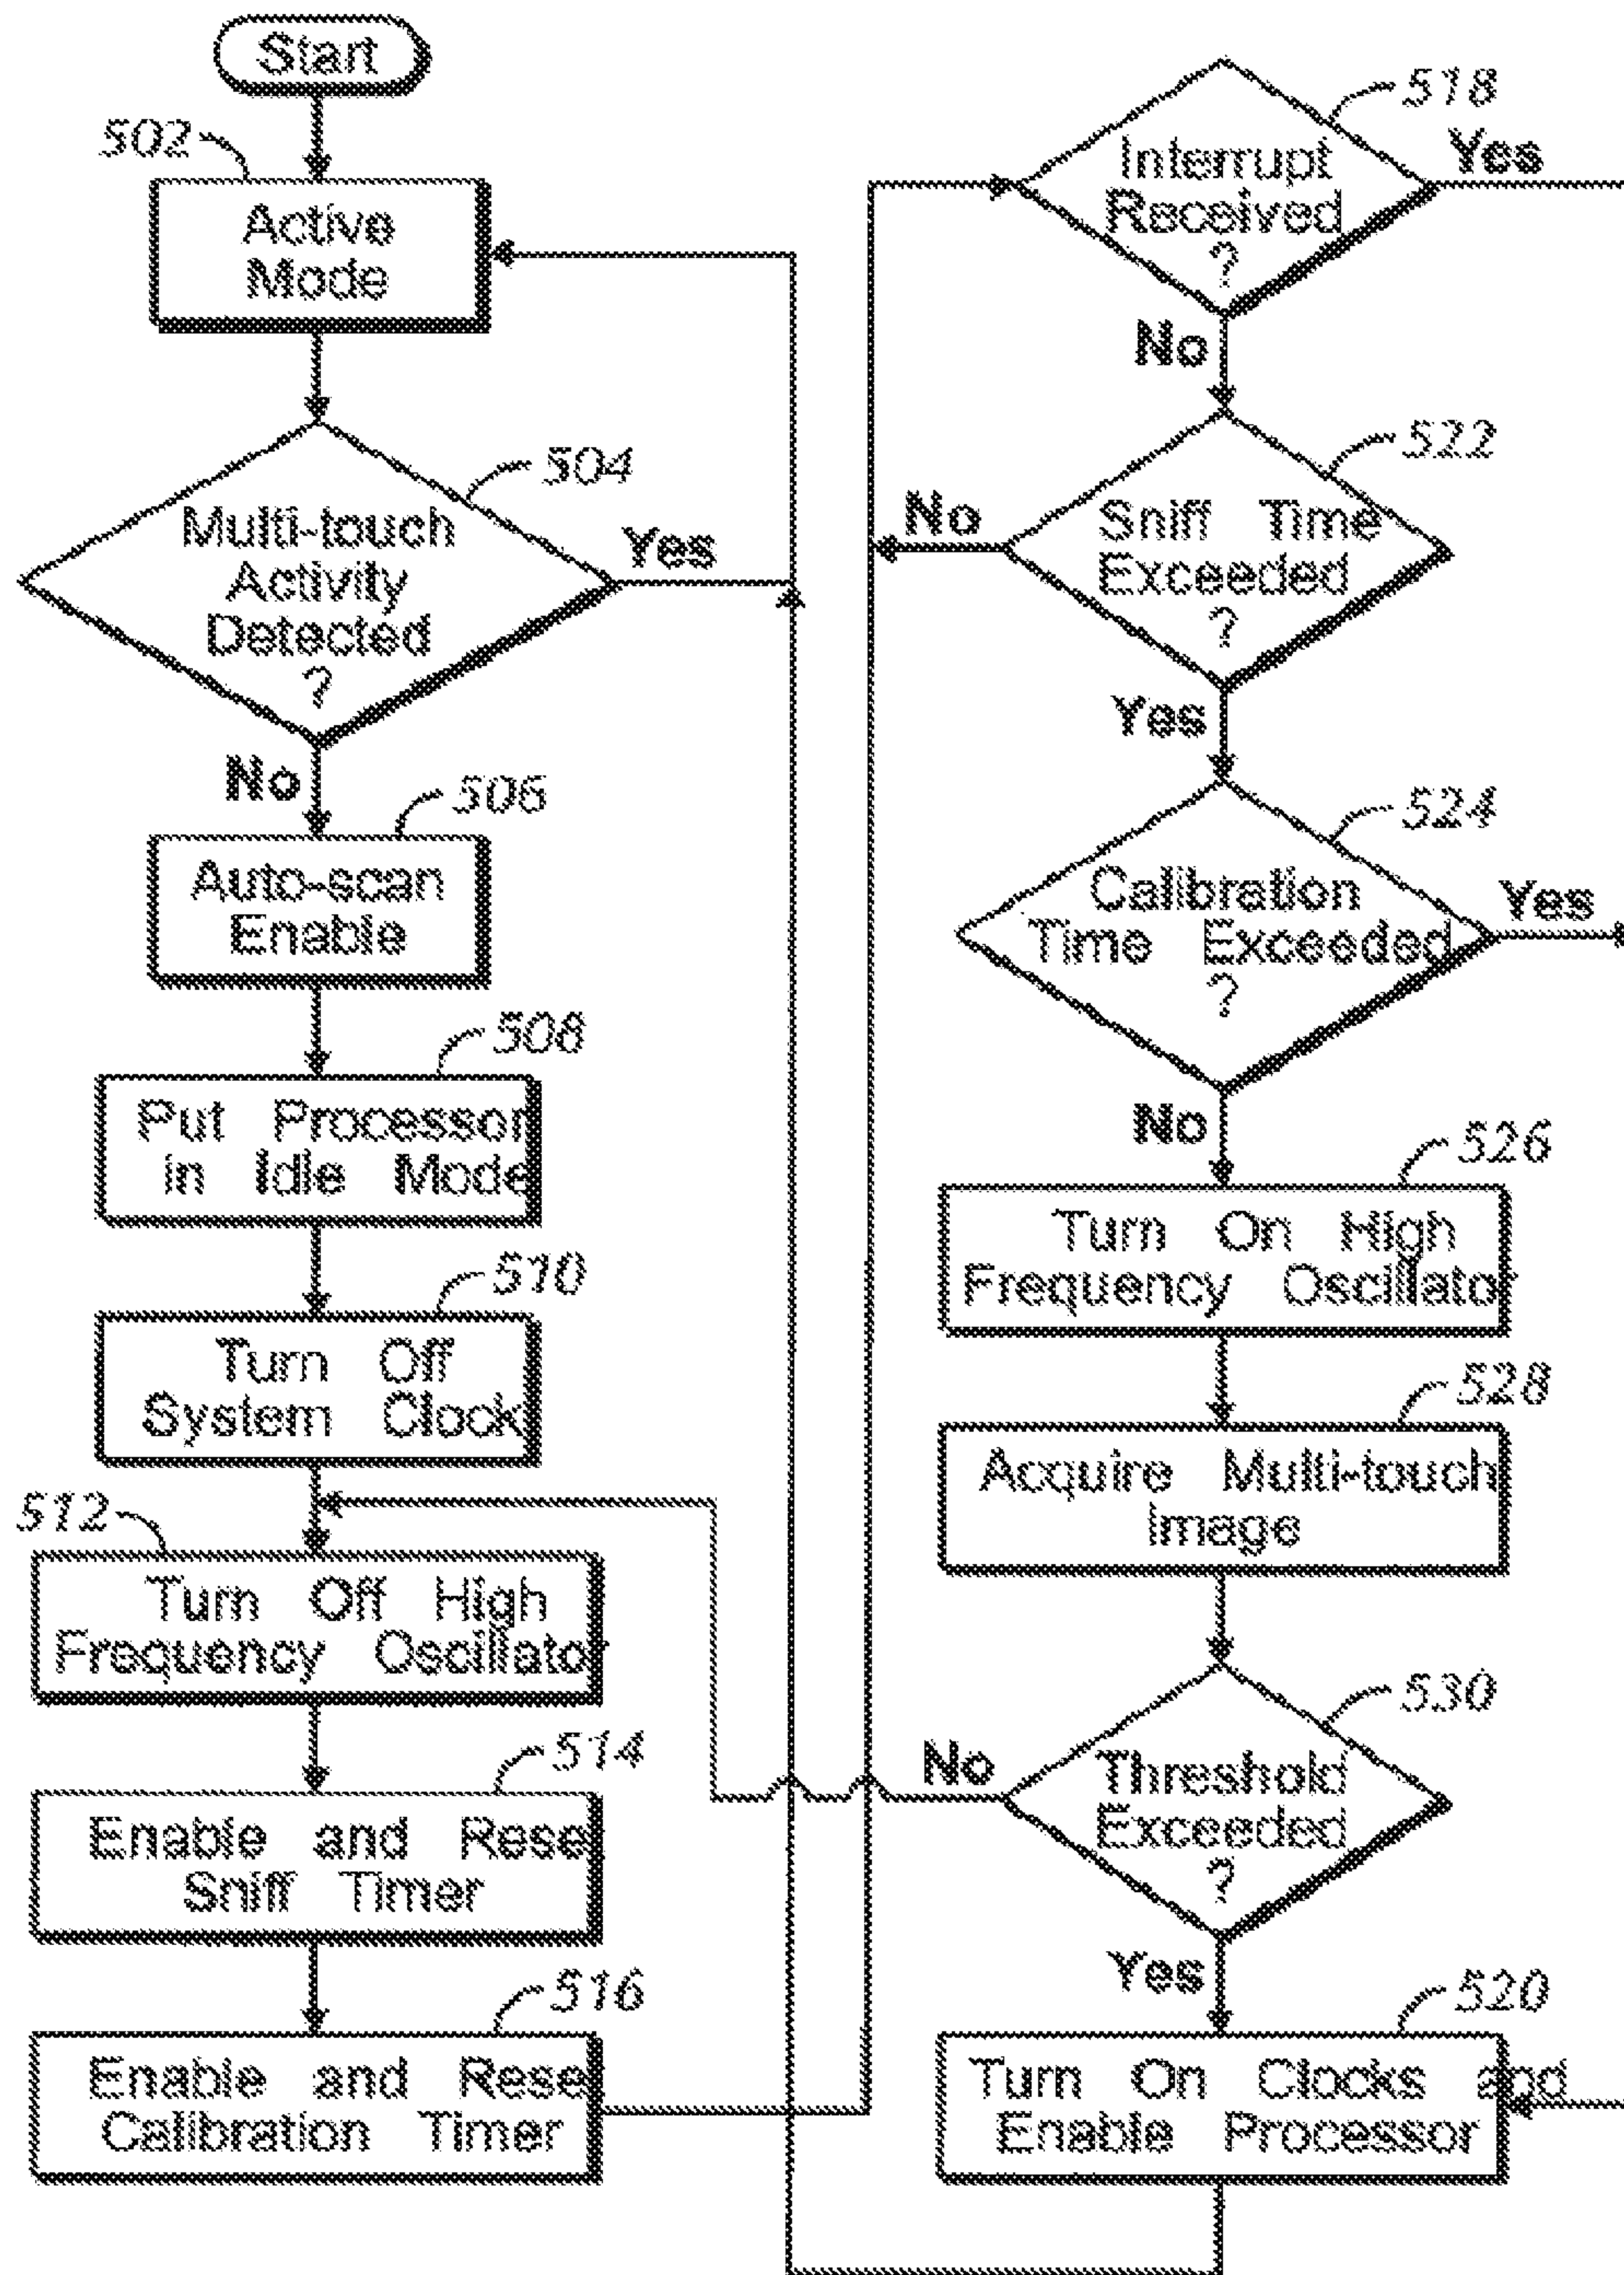 Start
502
Active
Mode
504
Multi-touch
Activity
Detected
?
Yes
No
506
Auto-scan
Enable
508
Put Processor
in Idle Mode
510
Turn Off
System Clock
512
Turn Off High
Frequency Oscillator
514
Enable and Rese
Sniff Timer
516
Enable and Rese
Calibration Timer
518
Interrupt
Received
?
Yes
No
522
Sniff Time
Exceeded
?
No
Yes
524
Calibration
Time Exceeded
?
Yes
No
526
Turn On High
Frequency Oscillator
528
Acquire Multi-touch
Image
530
Threshold
Exceeded
?
No
Yes
520
Turn On Clocks and
Enable Processor